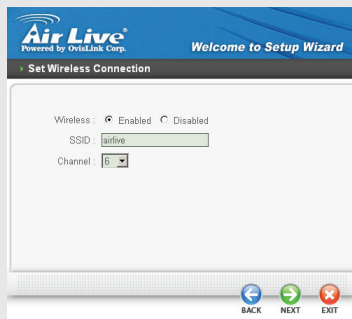 Air Live®
Powered by OvisLink Corp.
Welcome to Setup Wizard
Set Wireless Connection
Wireless : Enabled Disabled
SSID : airlive
Channel : 6
BACK NEXT EXIT